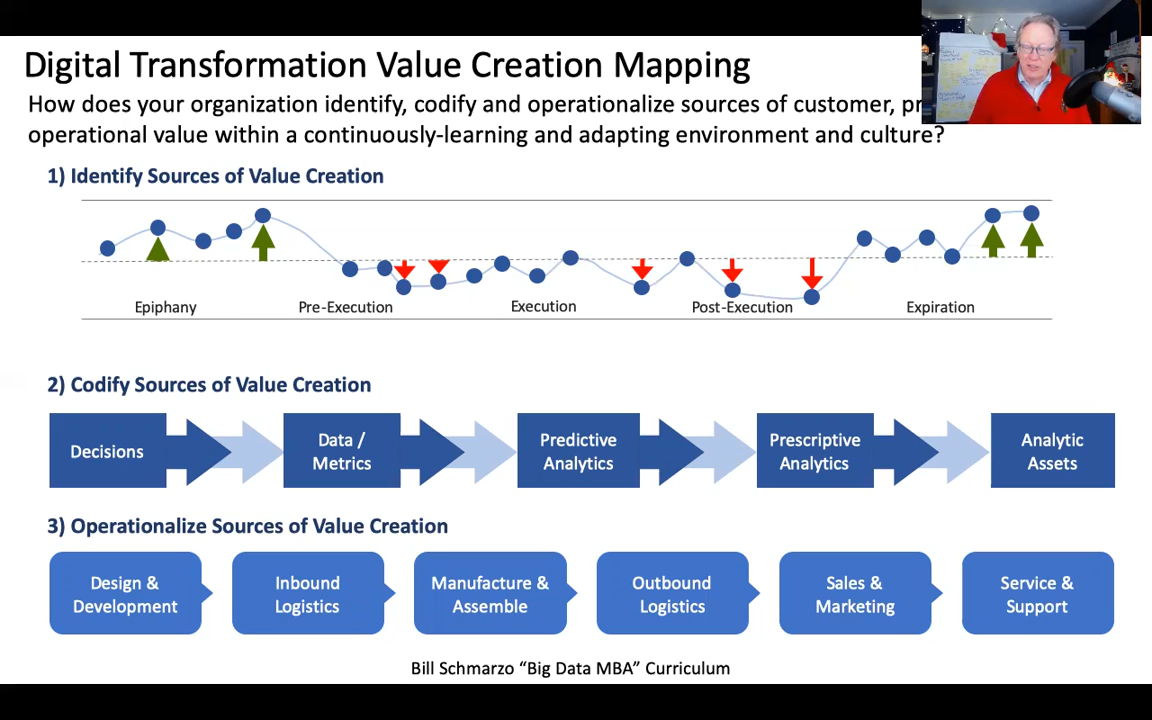 Digital Transformation Value Creation Mapping
How does your organization identify, codify and operationalize sources of customer,
operational value within a continuously-learning and adapting environment and culture?
1) Identify Sources of Value Creation
Epiphany
Pre-Execution
Execution
Post-Execution
Expiration
2) Codify Sources of Value Creation
Decisions
Data /
Metrics
Predictive
Analytics
Prescriptive
Analytics
Analytic
Assets
3) Operationalize Sources of Value Creation
Design &
Development
Inbound
Logistics
Manufacture &
Assemble
Outbound
Logistics
Sales &
Marketing
Service &
Support
Bill Schmarzo “Big Data MBA” Curriculum